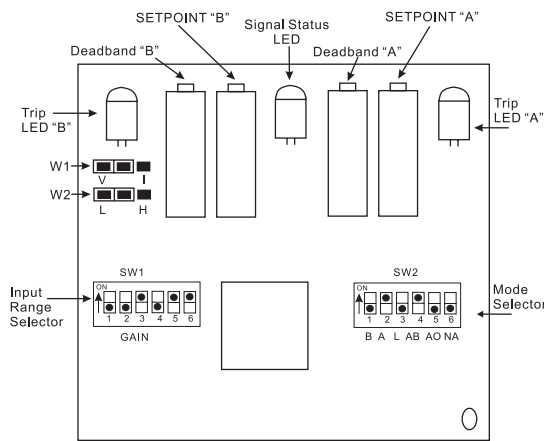 SETPOINT “B”
Signal Status
LED
SETPOINT “A”
Deadband “B”
Deadband “A”
Trip
LED “B”
Trip
LED “A”
W1
V I
W2
L H
SW1
ON
1 2 3 4 5 6
GAIN
Input
Range
Selector
SW2
ON
1 2 3 4 5 6
B A L AB AO NA
Mode
Selector